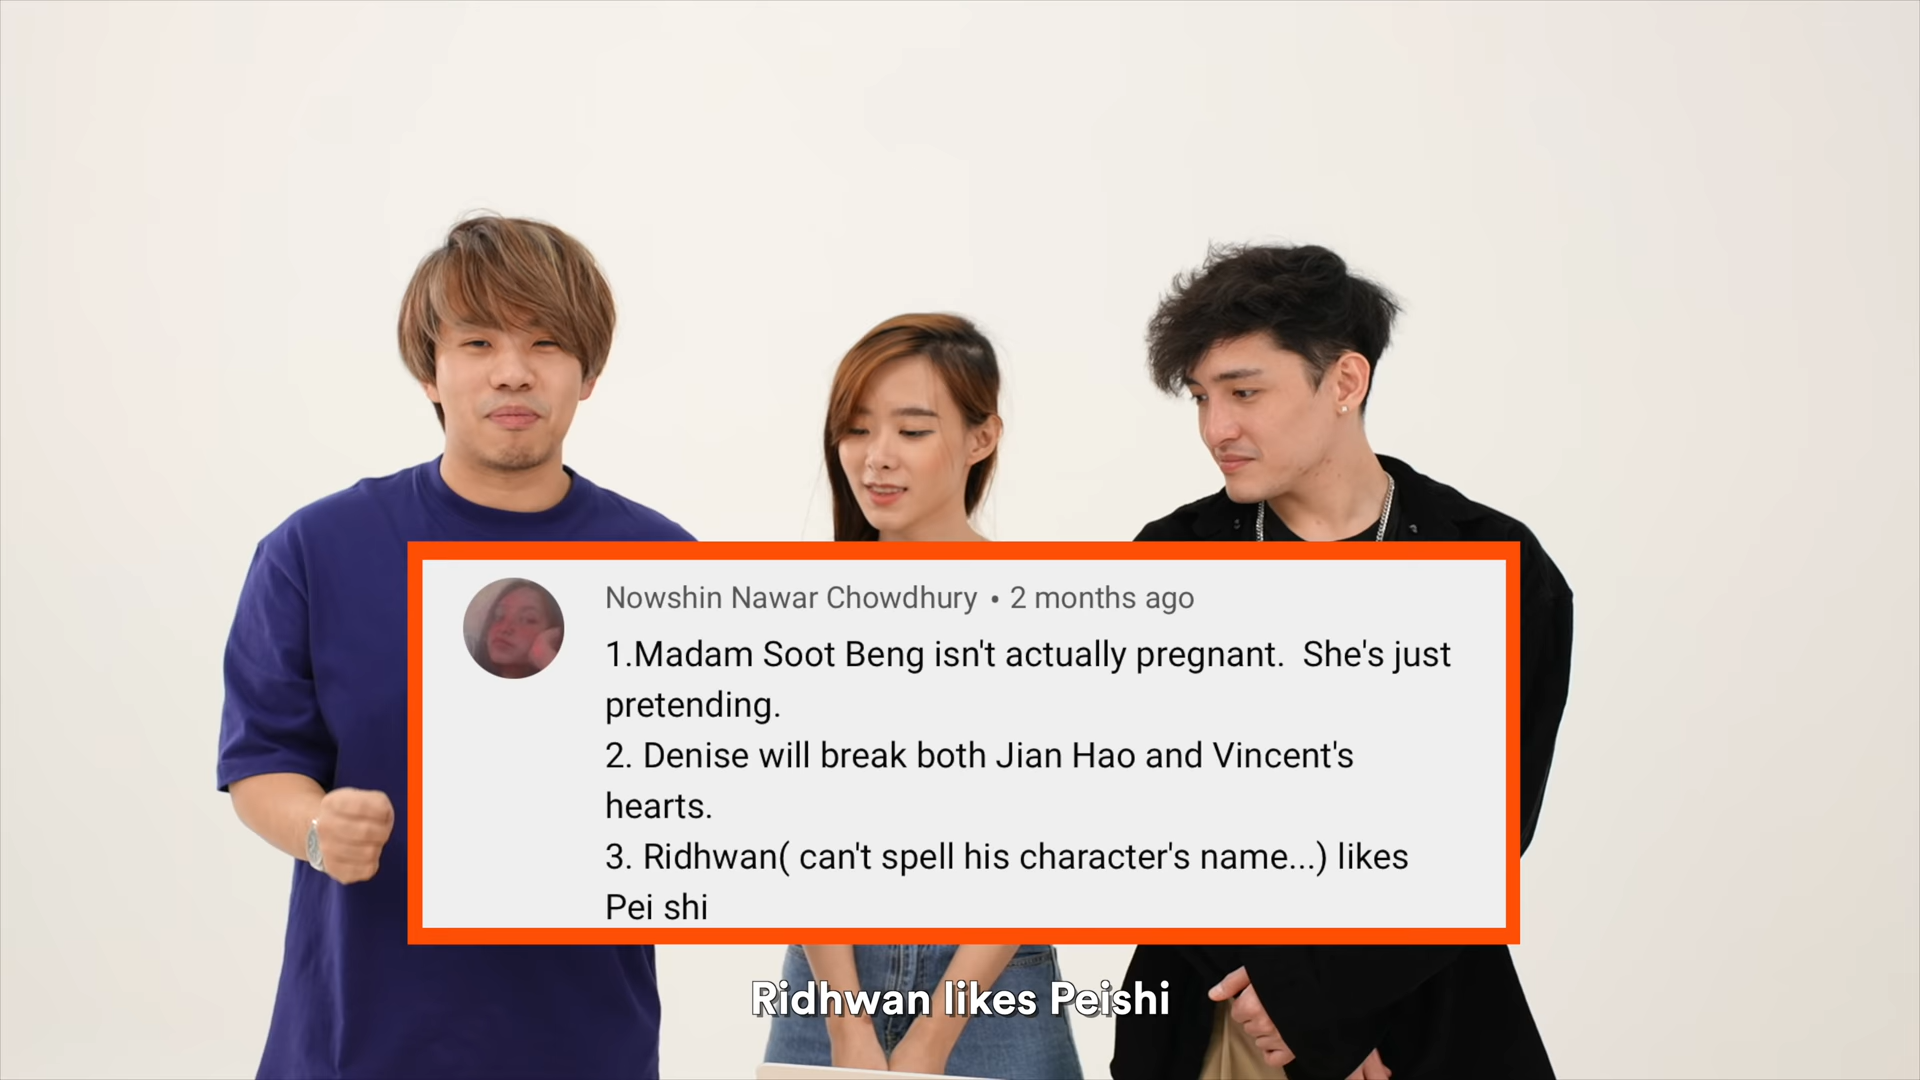 Nowshin Nawar Chowdhury • 2 months ago
1.Madam Soot Beng isn't actually pregnant.  She's just
pretending.
2. Denise will break both Jian Hao and Vincent's
hearts.
3. Ridhwan( can't spell his character's name...) likes
Pei shi
Ridhwan likes Peishi